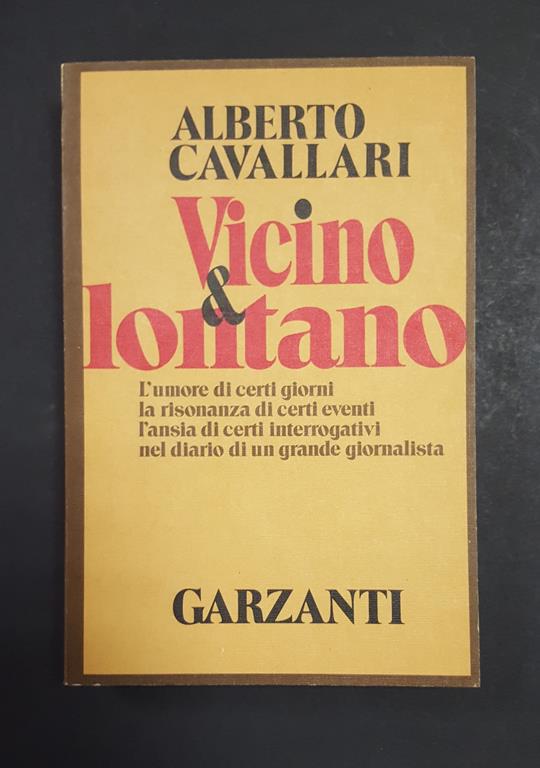 ALBERTO
CAVALLARI
Vicino
&
lontano
L'umore di certi giorni
la risonanza di certi eventi
l'ansia di certi interrogativi
nel diario di un grande giornalista
GARZANTI